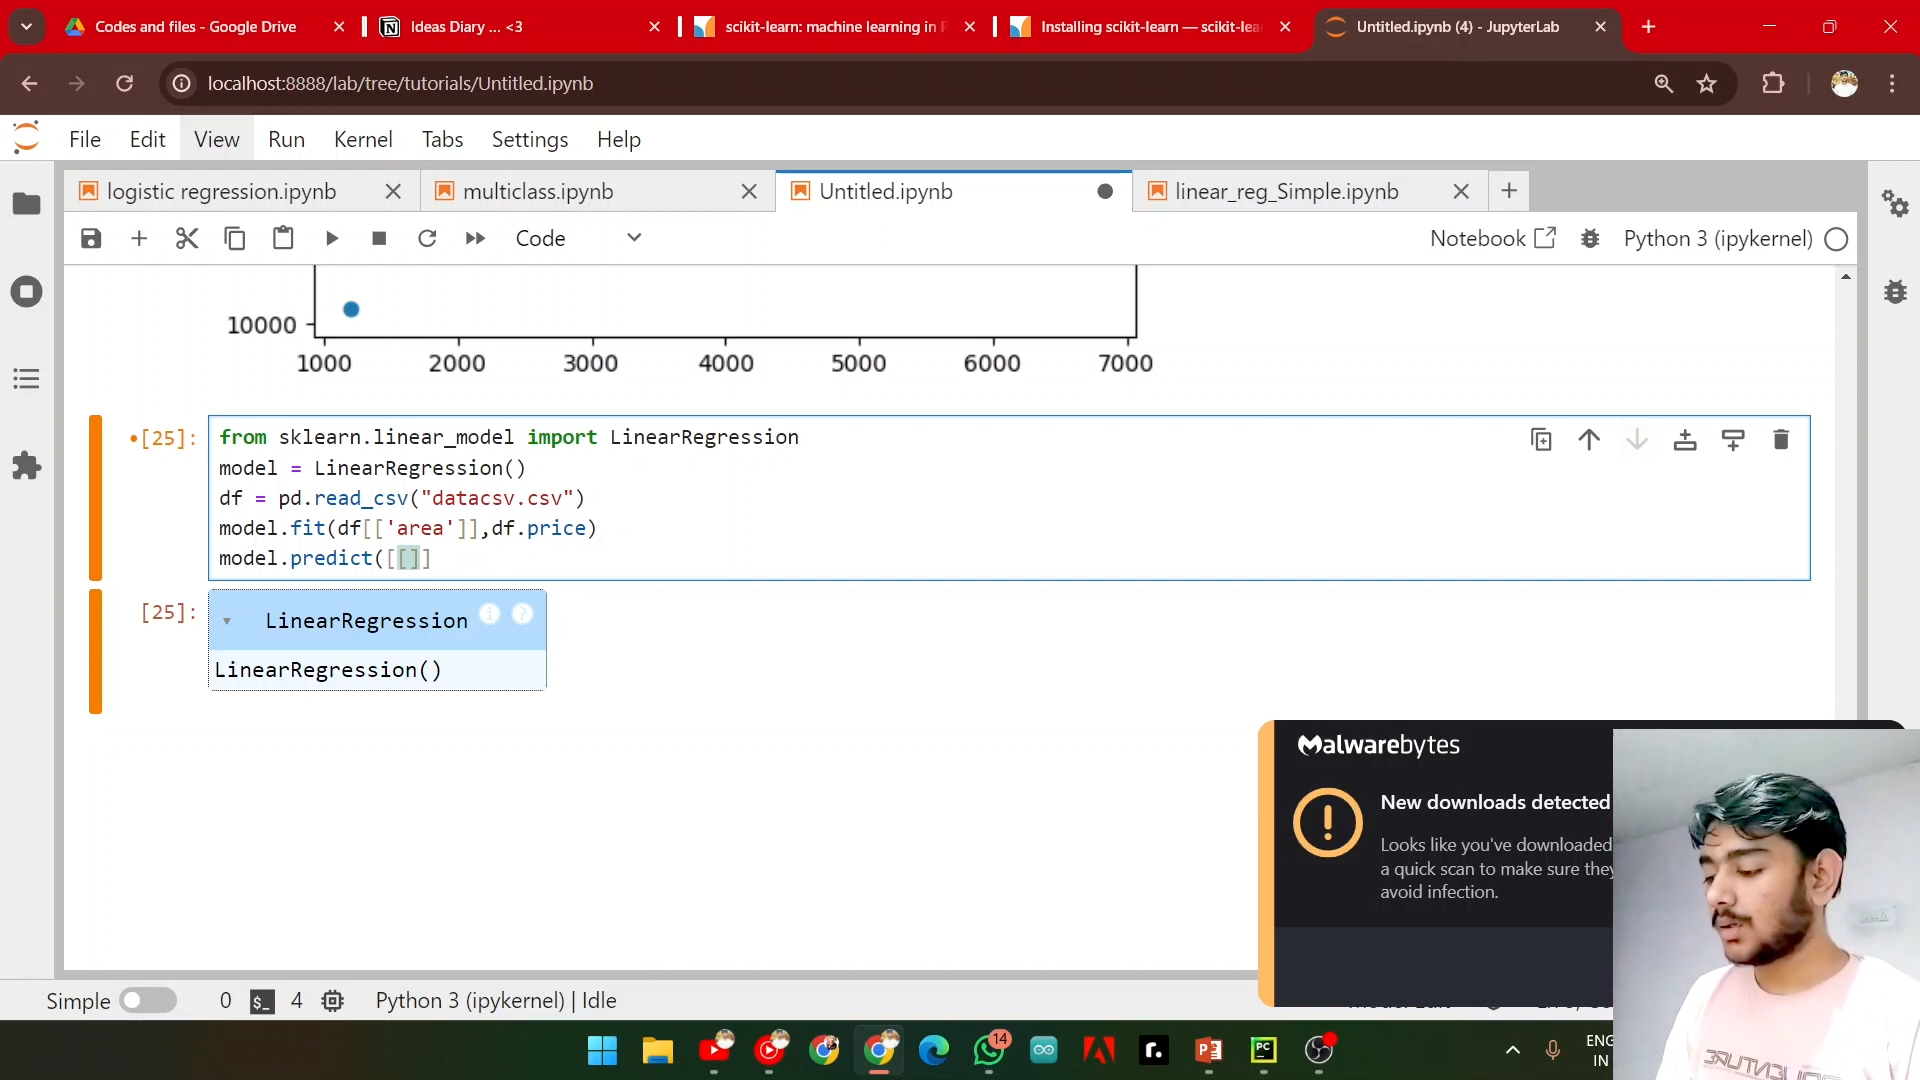 Codes and files - Google Drive
Ideas Diary ... <3
scikit-learn: machine learning in
Installing scikit-learn — scikit-lea
Untitled.ipynb (4) - JupyterLab
localhost:8888/lab/tree/tutorials/Untitled.ipynb
File Edit View Run Kernel Tabs Settings Help
logistic regression.ipynb
multiclass.ipynb
Untitled.ipynb
linear_reg_Simple.ipynb
Code
Notebook
Python 3 (ipykernel)
10000
1000 2000 3000 4000 5000 6000 7000
[25]:
from sklearn.linear_model import LinearRegression
model = LinearRegression()
df = pd.read_csv("datacsv.csv")
model.fit(df[['area']],df.price)
model.predict([[]]
[25]:
LinearRegression
LinearRegression()
Malwarebytes
New downloads detected
Looks like you've downloaded
a quick scan to make sure they
avoid infection.
Simple
0
4
Python 3 (ipykernel) | Idle
14
PC
ENG
IN